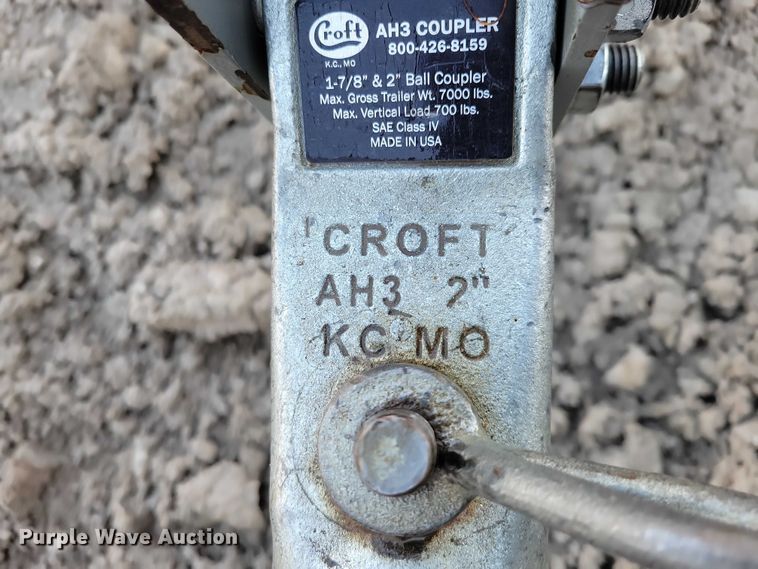 Croft
K.C., MO
AH3 COUPLER
800-426-8159
1-7/8" & 2" Ball Coupler
Max. Gross Trailer Wt. 7000 lbs.
Max. Vertical Load 700 lbs.
SAE Class IV
MADE IN USA
CROFT
AH3 2"
KC MO
Purple Wave Auction